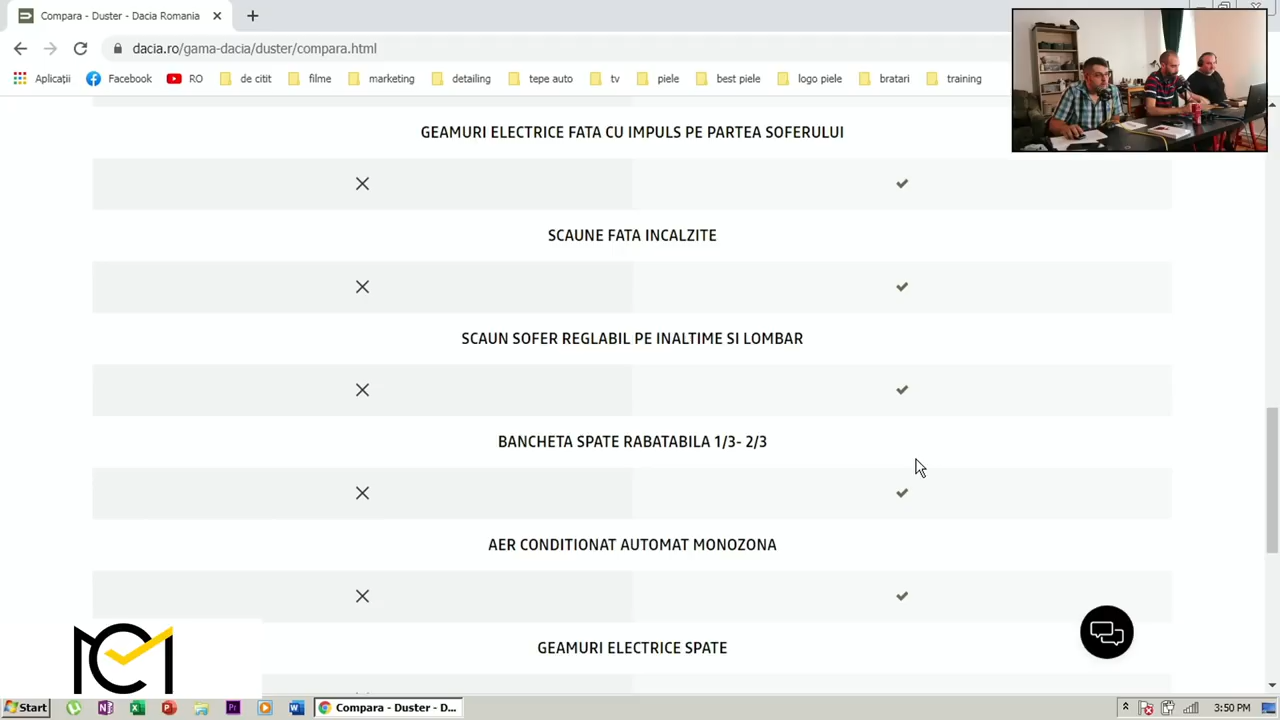 Compara - Duster - Dacia Romania
dacia.ro/gama-dacia/duster/compara.html
Aplicații Facebook RO de citit filme marketing detailing tepe auto tv piele best piele logo piele bratari training
GEAMURI ELECTRICE FATA CU IMPULS PE PARTEA SOFERULUI
SCAUNE FATA INCALZITE
SCAUN SOFER REGLABIL PE INALTIME SI LOMBAR
BANCHETA SPATE RABATABILA 1/3- 2/3
AER CONDITIONAT AUTOMAT MONOZONA
GEAMURI ELECTRICE SPATE
Start Compara - Duster - D... 3:50 PM